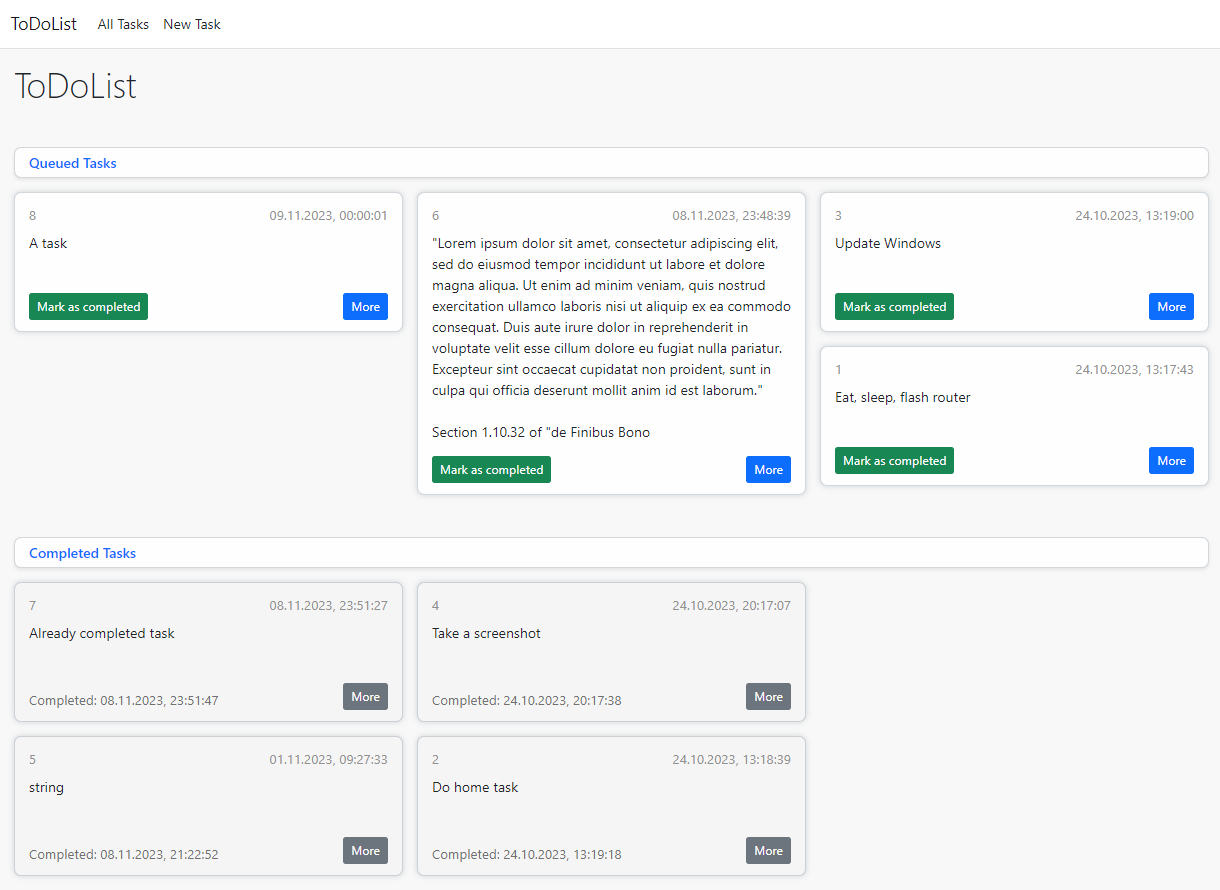 ToDoList All Tasks New Task
ToDoList
Queued Tasks
8 09.11.2023, 00:00:01
A task
Mark as completed More
6 08.11.2023, 23:48:39
"Lorem ipsum dolor sit amet, consectetur adipiscing elit,
sed do eiusmod tempor incididunt ut labore et dolore
magna aliqua. Ut enim ad minim veniam, quis nostrud
exercitation ullamco laboris nisi ut aliquip ex ea commodo
consequat. Duis aute irure dolor in reprehenderit in
voluptate velit esse cillum dolore eu fugiat nulla pariatur.
Excepteur sint occaecat cupidatat non proident, sunt in
culpa qui officia deserunt mollit anim id est laborum."
Section 1.10.32 of "de Finibus Bono
Mark as completed More
3 24.10.2023, 13:19:00
Update Windows
Mark as completed More
1 24.10.2023, 13:17:43
Eat, sleep, flash router
Mark as completed More
Completed Tasks
7 08.11.2023, 23:51:27
Already completed task
Completed: 08.11.2023, 23:51:47 More
4 24.10.2023, 20:17:07
Take a screenshot
Completed: 24.10.2023, 20:17:38 More
5 01.11.2023, 09:27:33
string
Completed: 08.11.2023, 21:22:52 More
2 24.10.2023, 13:18:39
Do home task
Completed: 24.10.2023, 13:19:18 More